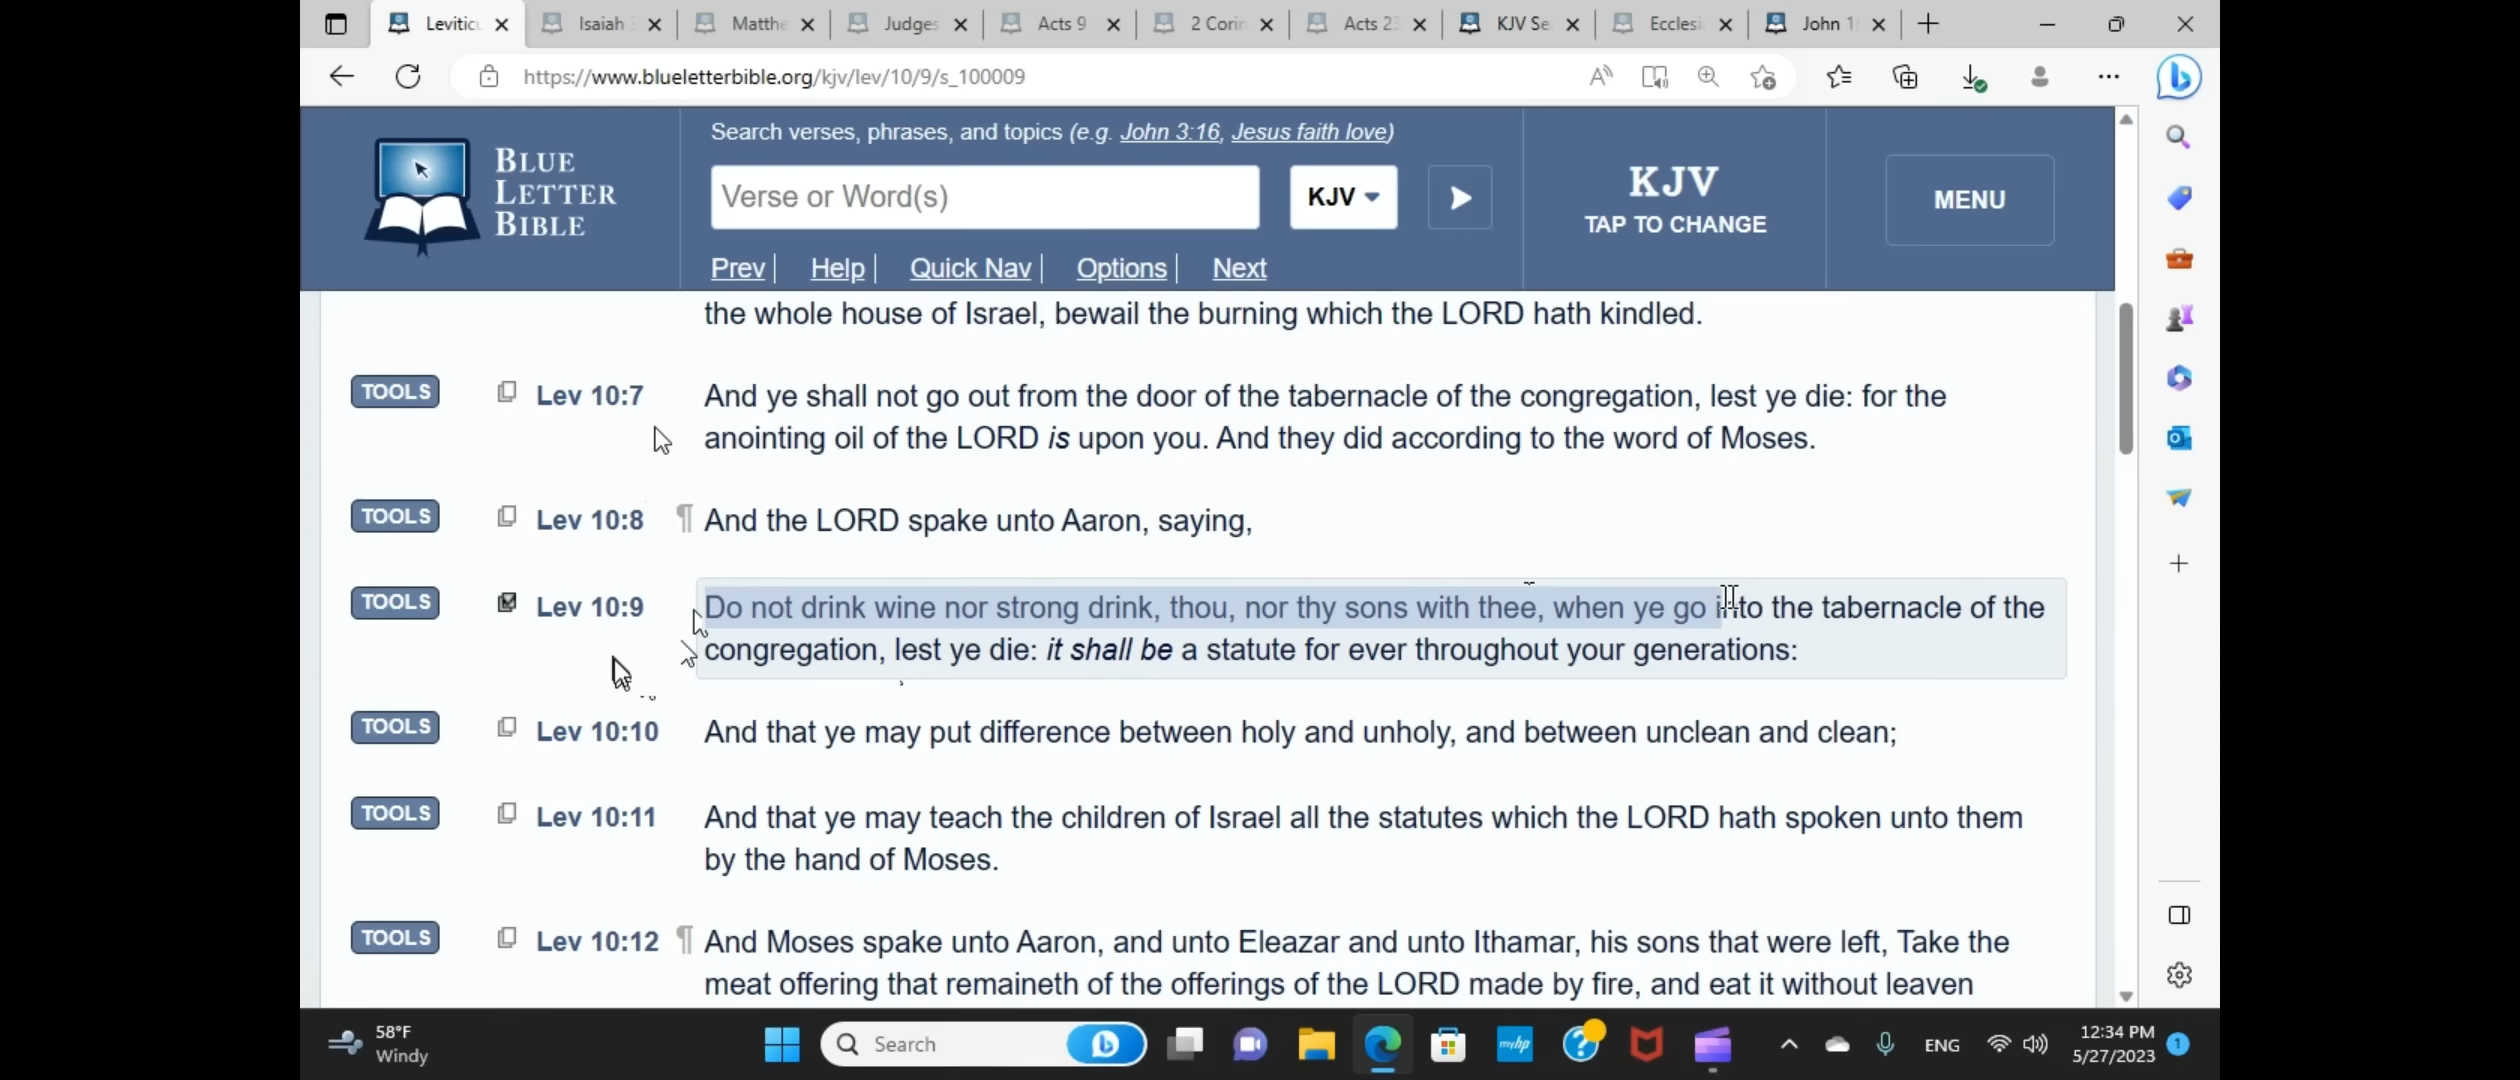 Levitic
Isaiah
Matthe
Judges
Acts 9
2 Corin
Acts 23
KJV Se
Ecclesi
John 1
https://www.blueletterbible.org/kjv/lev/10/9/s_100009
BLUE
LETTER
BIBLE
Search verses, phrases, and topics (e.g. John 3:16, Jesus faith love)
Verse or Word(s)
KJV
KJV
TAP TO CHANGE
MENU
Prev | Help | Quick Nav | Options | Next
the whole house of Israel, bewail the burning which the LORD hath kindled.
TOOLS Lev 10:7 And ye shall not go out from the door of the tabernacle of the congregation, lest ye die: for the
anointing oil of the LORD is upon you. And they did according to the word of Moses.
TOOLS Lev 10:8 ¶ And the LORD spake unto Aaron, saying,
TOOLS Lev 10:9 Do not drink wine nor strong drink, thou, nor thy sons with thee, when ye go into the tabernacle of the
congregation, lest ye die: it shall be a statute for ever throughout your generations:
TOOLS Lev 10:10 And that ye may put difference between holy and unholy, and between unclean and clean;
TOOLS Lev 10:11 And that ye may teach the children of Israel all the statutes which the LORD hath spoken unto them
by the hand of Moses.
TOOLS Lev 10:12 ¶ And Moses spake unto Aaron, and unto Eleazar and unto Ithamar, his sons that were left, Take the
meat offering that remaineth of the offerings of the LORD made by fire, and eat it without leaven
58°F
Windy
Search
myhp
ENG
12:34 PM
5/27/2023
1